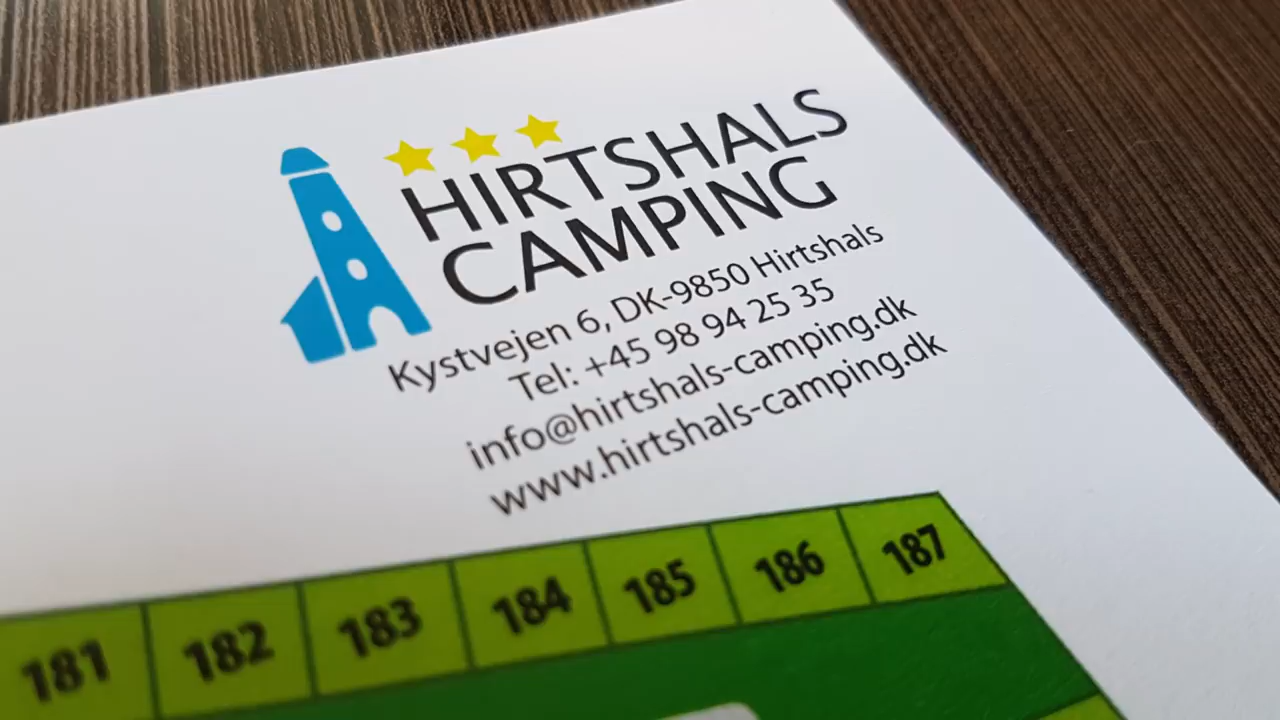 HIRTSHALS
CAMPING
Kystvejen 6, DK-9850 Hirtshals
Tel: +45 98 94 25 35
info@hirtshals-camping.dk
www.hirtshals-camping.dk
181 182 183 184 185 186 187